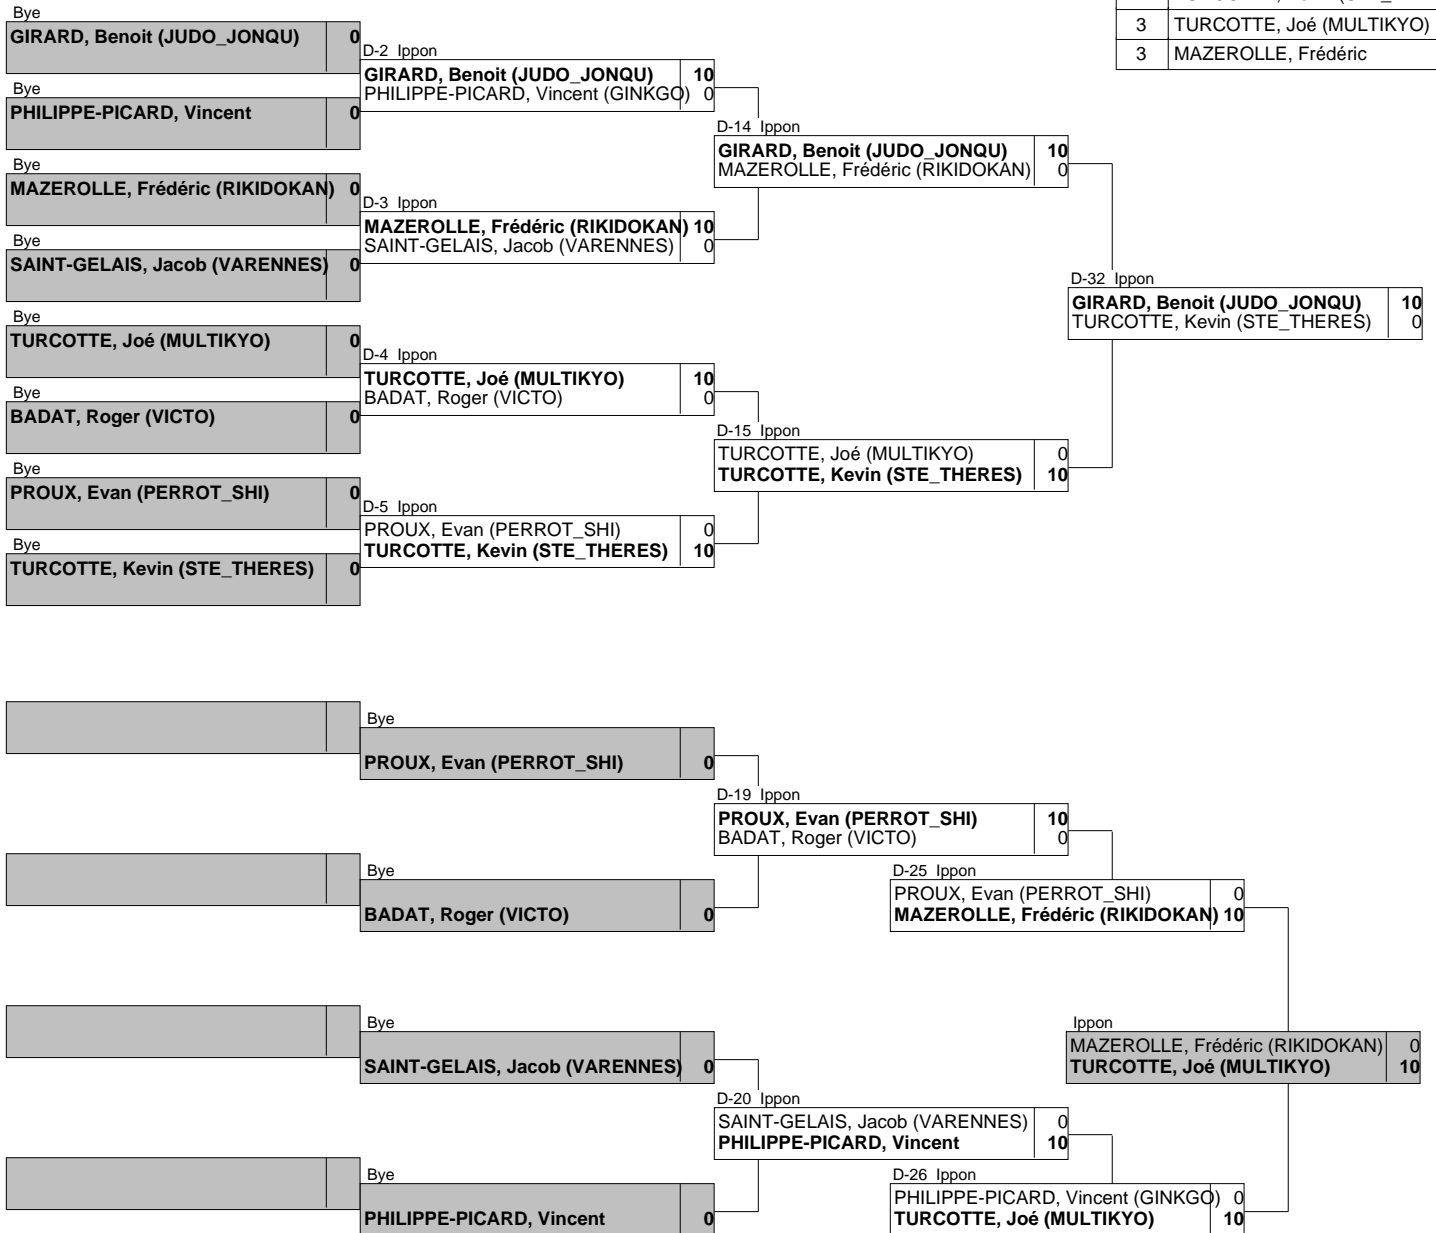 Bye
GIRARD, Benoit (JUDO_JONQU) 0
Bye
PHILIPPE-PICARD, Vincent 0
Bye
MAZEROLLE, Frédéric (RIKIDOKAN) 0
Bye
SAINT-GELAIS, Jacob (VARENNES) 0
Bye
TURCOTTE, Joé (MULTIKYO) 0
Bye
BADAT, Roger (VICTO) 0
Bye
PROUX, Evan (PERROT_SHI) 0
Bye
TURCOTTE, Kevin (STE_THERES) 0
D-2 Ippon
GIRARD, Benoit (JUDO_JONQU) 10
PHILIPPE-PICARD, Vincent (GINKGO) 0
D-3 Ippon
MAZEROLLE, Frédéric (RIKIDOKAN) 10
SAINT-GELAIS, Jacob (VARENNES) 0
D-4 Ippon
TURCOTTE, Joé (MULTIKYO) 10
BADAT, Roger (VICTO) 0
D-5 Ippon
PROUX, Evan (PERROT_SHI) 0
TURCOTTE, Kevin (STE_THERES) 10
D-14 Ippon
GIRARD, Benoit (JUDO_JONQU) 10
MAZEROLLE, Frédéric (RIKIDOKAN) 0
D-15 Ippon
TURCOTTE, Joé (MULTIKYO) 0
TURCOTTE, Kevin (STE_THERES) 10
D-32 Ippon
GIRARD, Benoit (JUDO_JONQU) 10
TURCOTTE, Kevin (STE_THERES) 0
3 TURCOTTE, Joé (MULTIKYO)
3 MAZEROLLE, Frédéric
Bye
PROUX, Evan (PERROT_SHI) 0
Bye
BADAT, Roger (VICTO) 0
Bye
SAINT-GELAIS, Jacob (VARENNES) 0
Bye
PHILIPPE-PICARD, Vincent 0
D-19 Ippon
PROUX, Evan (PERROT_SHI) 10
BADAT, Roger (VICTO) 0
D-20 Ippon
SAINT-GELAIS, Jacob (VARENNES) 0
PHILIPPE-PICARD, Vincent 10
D-25 Ippon
PROUX, Evan (PERROT_SHI) 0
MAZEROLLE, Frédéric (RIKIDOKAN) 10
D-26 Ippon
PHILIPPE-PICARD, Vincent (GINKGO) 0
TURCOTTE, Joé (MULTIKYO) 10
Ippon
MAZEROLLE, Frédéric (RIKIDOKAN) 0
TURCOTTE, Joé (MULTIKYO) 10